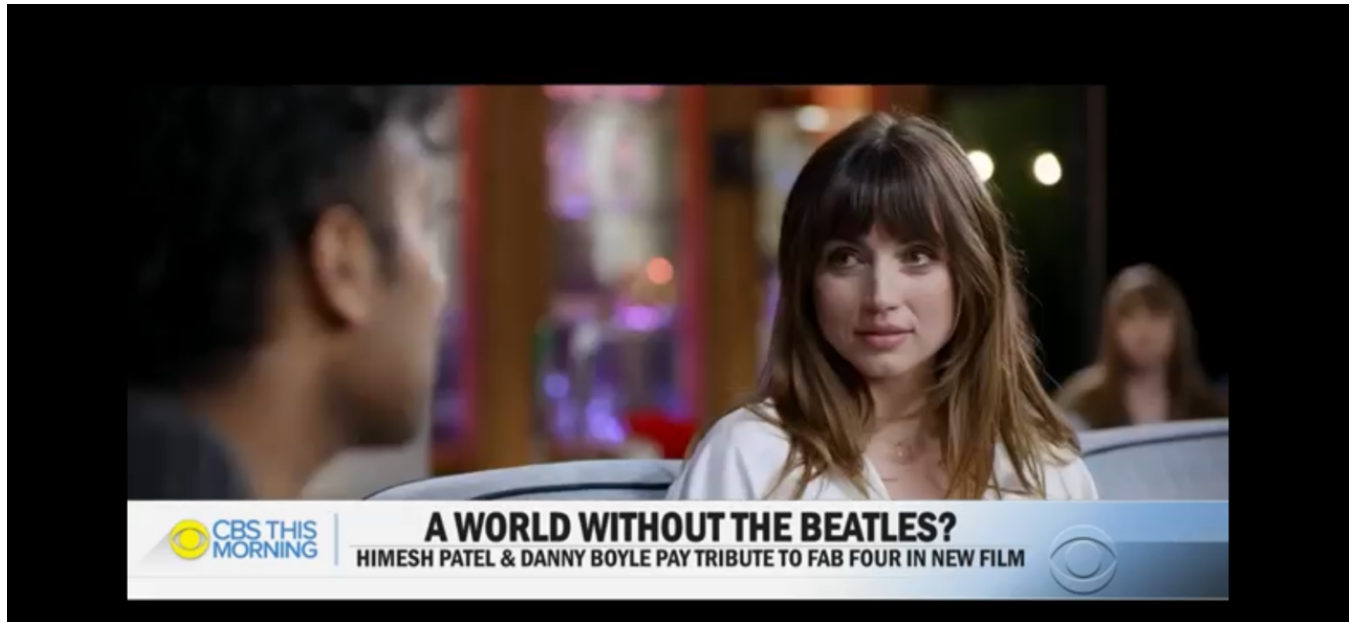 CBS THIS
MORNING
A WORLD WITHOUT THE BEATLES?
HIMESH PATEL & DANNY BOYLE PAY TRIBUTE TO FAB FOUR IN NEW FILM